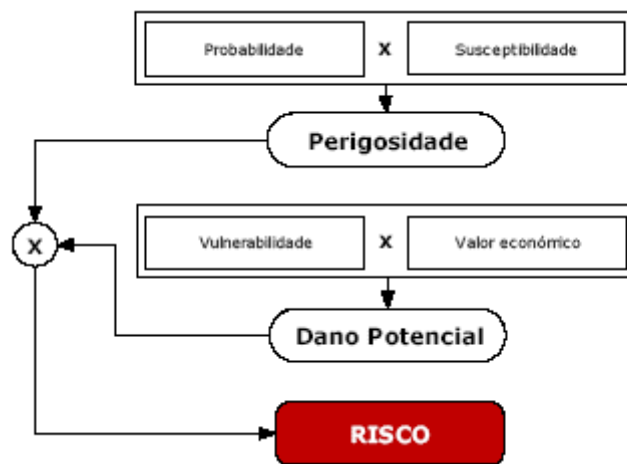 Probabilidade x Susceptibilidade
Perigosidade
Vulnerabilidade x Valor económico
X
Dano Potencial
RISCO